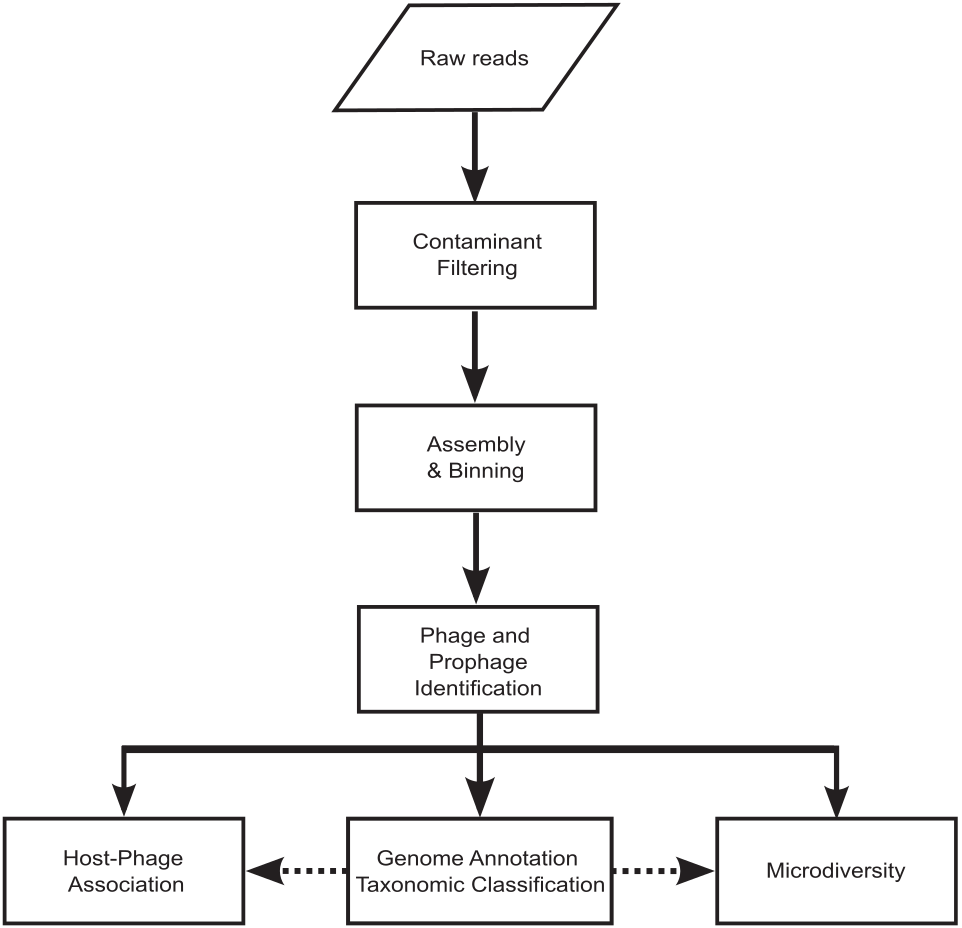 Raw reads
Contaminant
Filtering
Assembly
& Binning
Phage and
Prophage
Identification
Host-Phage
Association
Genome Annotation
Taxonomic Classification
Microdiversity